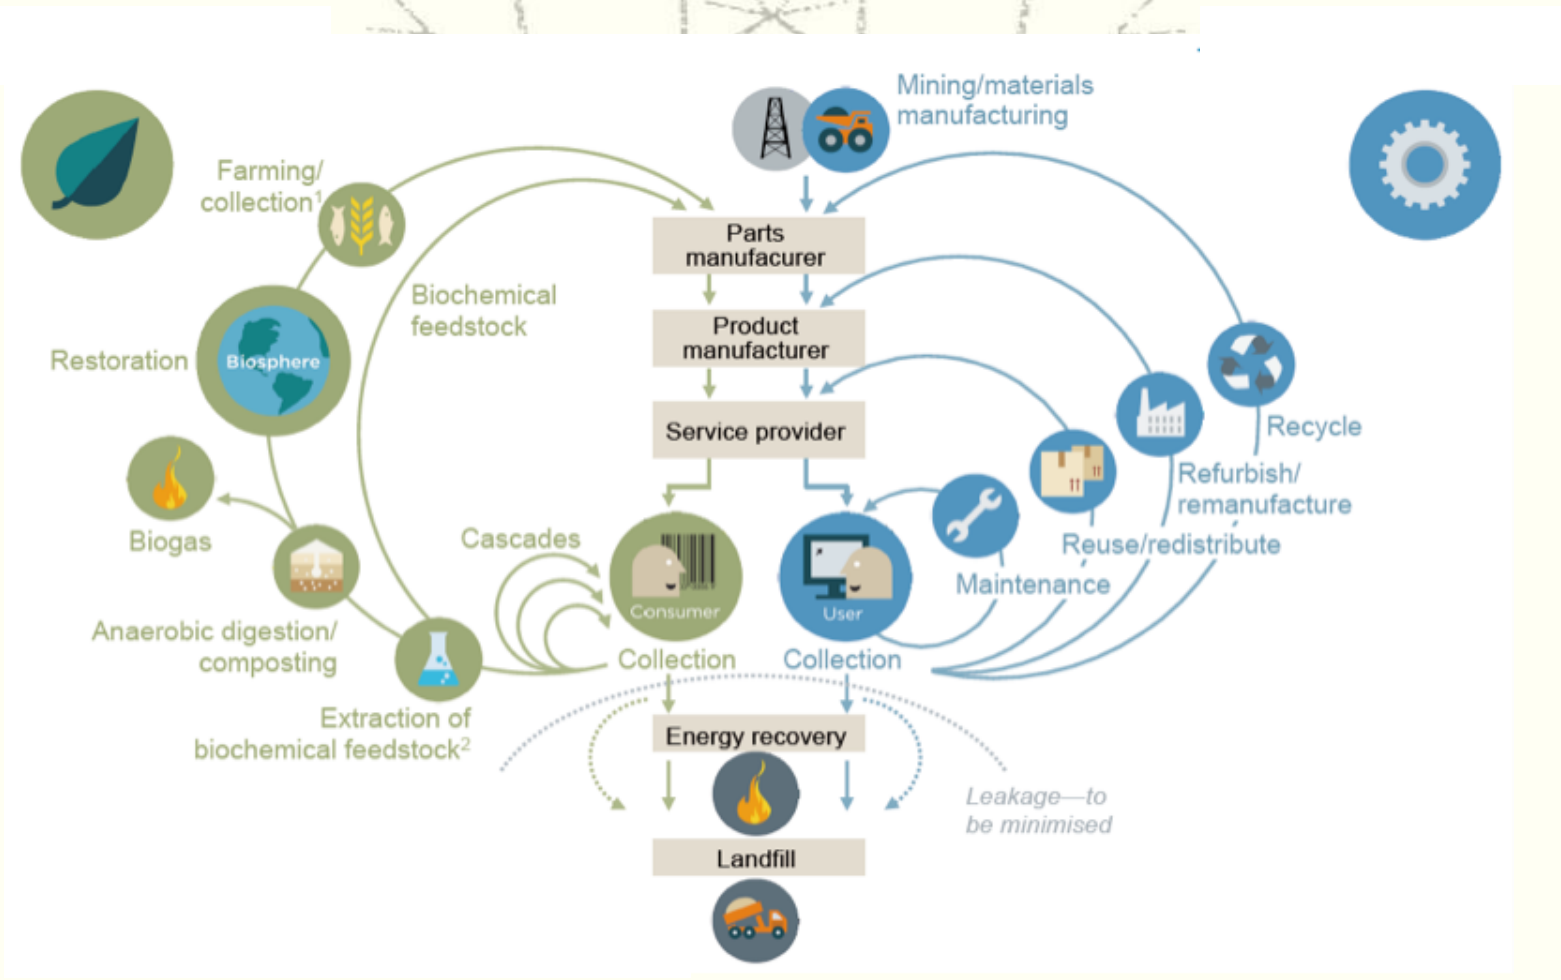 Mining/materials
manufacturing
Farming/
collection¹
Parts
manufacurer
Biochemical
feedstock
Product
manufacturer
Restoration
Biosphere
Service provider
Recycle
Refurbish/
remanufacture
Biogas
Cascades
Reuse/redistribute
Maintenance
Consumer
User
Anaerobic digestion/
composting
Collection
Collection
Extraction of
biochemical feedstock²
Energy recovery
Leakage—to
be minimised
Landfill